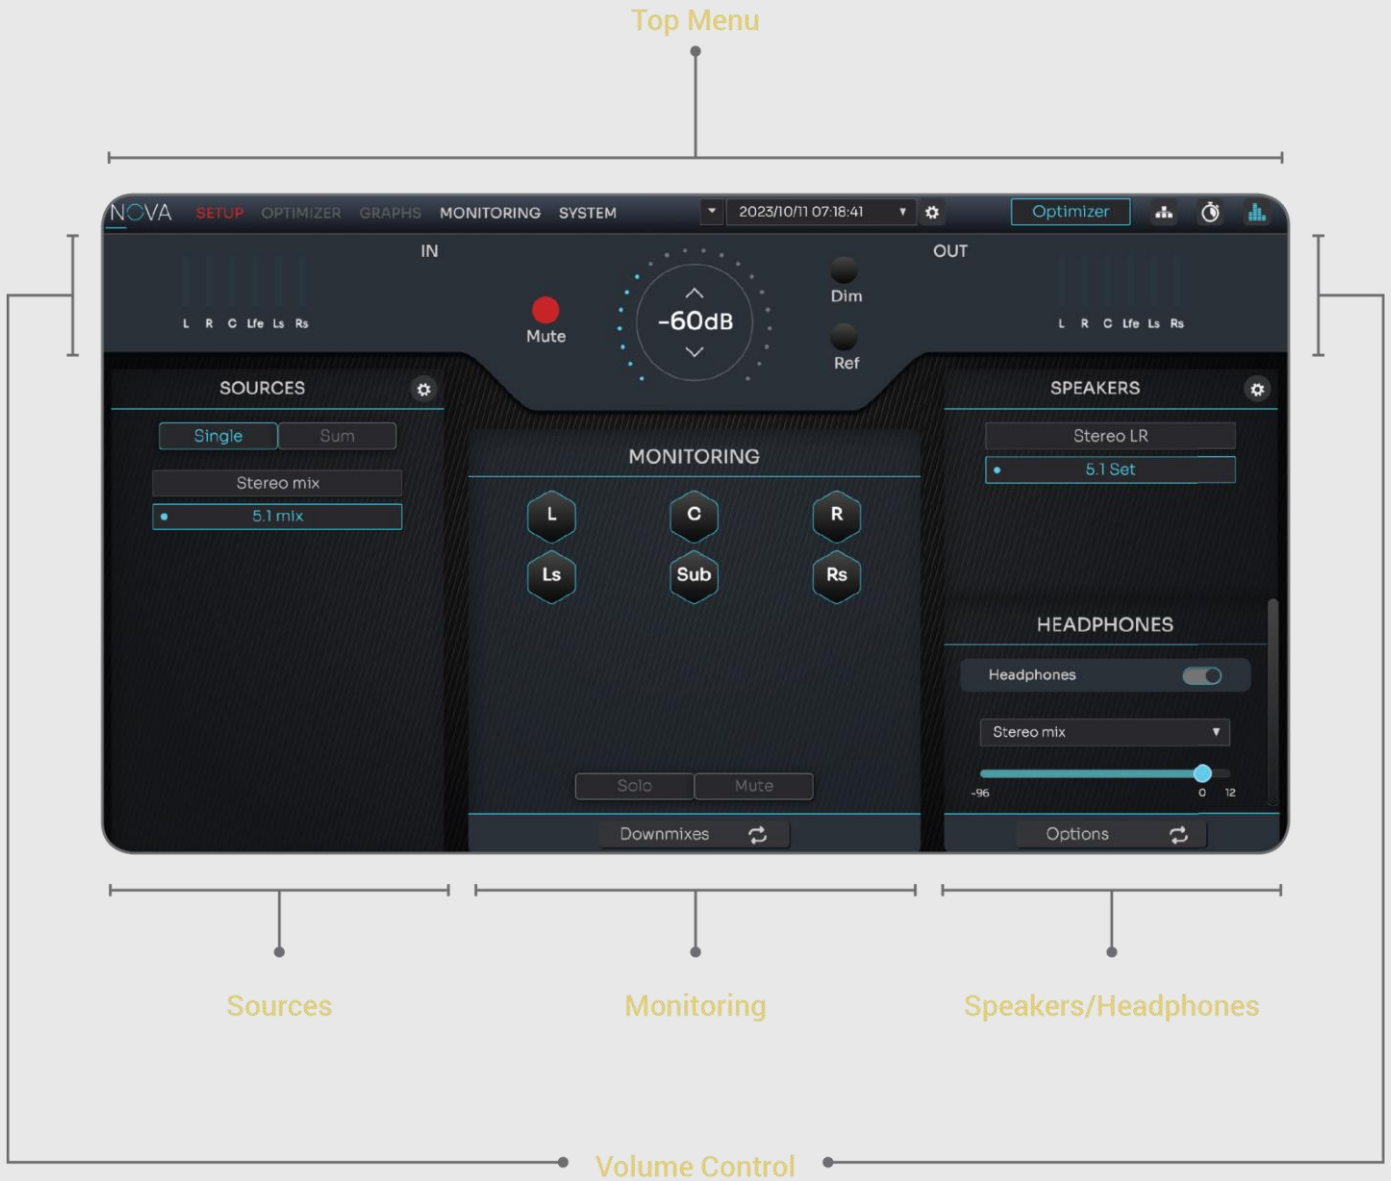 Top Menu
NOVA SETUP OPTIMIZER GRAPHS MONITORING SYSTEM 2023/10/11 07:18:41 Optimizer
IN
OUT
L R C Lfe Ls Rs
Mute
-60dB
Dim
Ref
L R C Lfe Ls Rs
SOURCES
Single Sum
Stereo mix
5.1 mix
MONITORING
L C R
Ls Sub Rs
Solo Mute
Downmixes
SPEAKERS
Stereo LR
5.1 Set
HEADPHONES
Headphones
Stereo mix
-96 0 12
Options
Sources
Monitoring
Speakers/Headphones
Volume Control